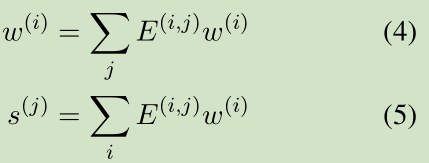 w^{(i)} = \sum_{j} E^{(i,j)} w^{(i)} (4)
s^{(j)} = \sum_{i} E^{(i,j)} w^{(i)} (5)